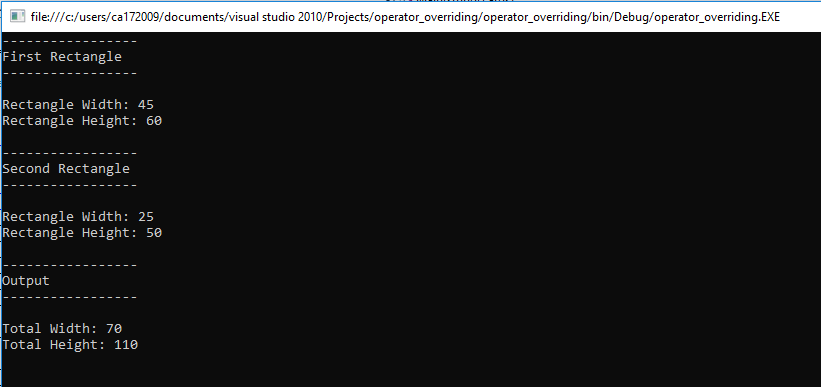 file:///c:/users/ca172009/documents/visual studio 2010/Projects/operator_overriding/operator_overriding/bin/Debug/operator_overriding.EXE
-----------------
First Rectangle
-----------------
Rectangle Width: 45
Rectangle Height: 60
-----------------
Second Rectangle
-----------------
Rectangle Width: 25
Rectangle Height: 50
-----------------
Output
-----------------
Total Width: 70
Total Height: 110